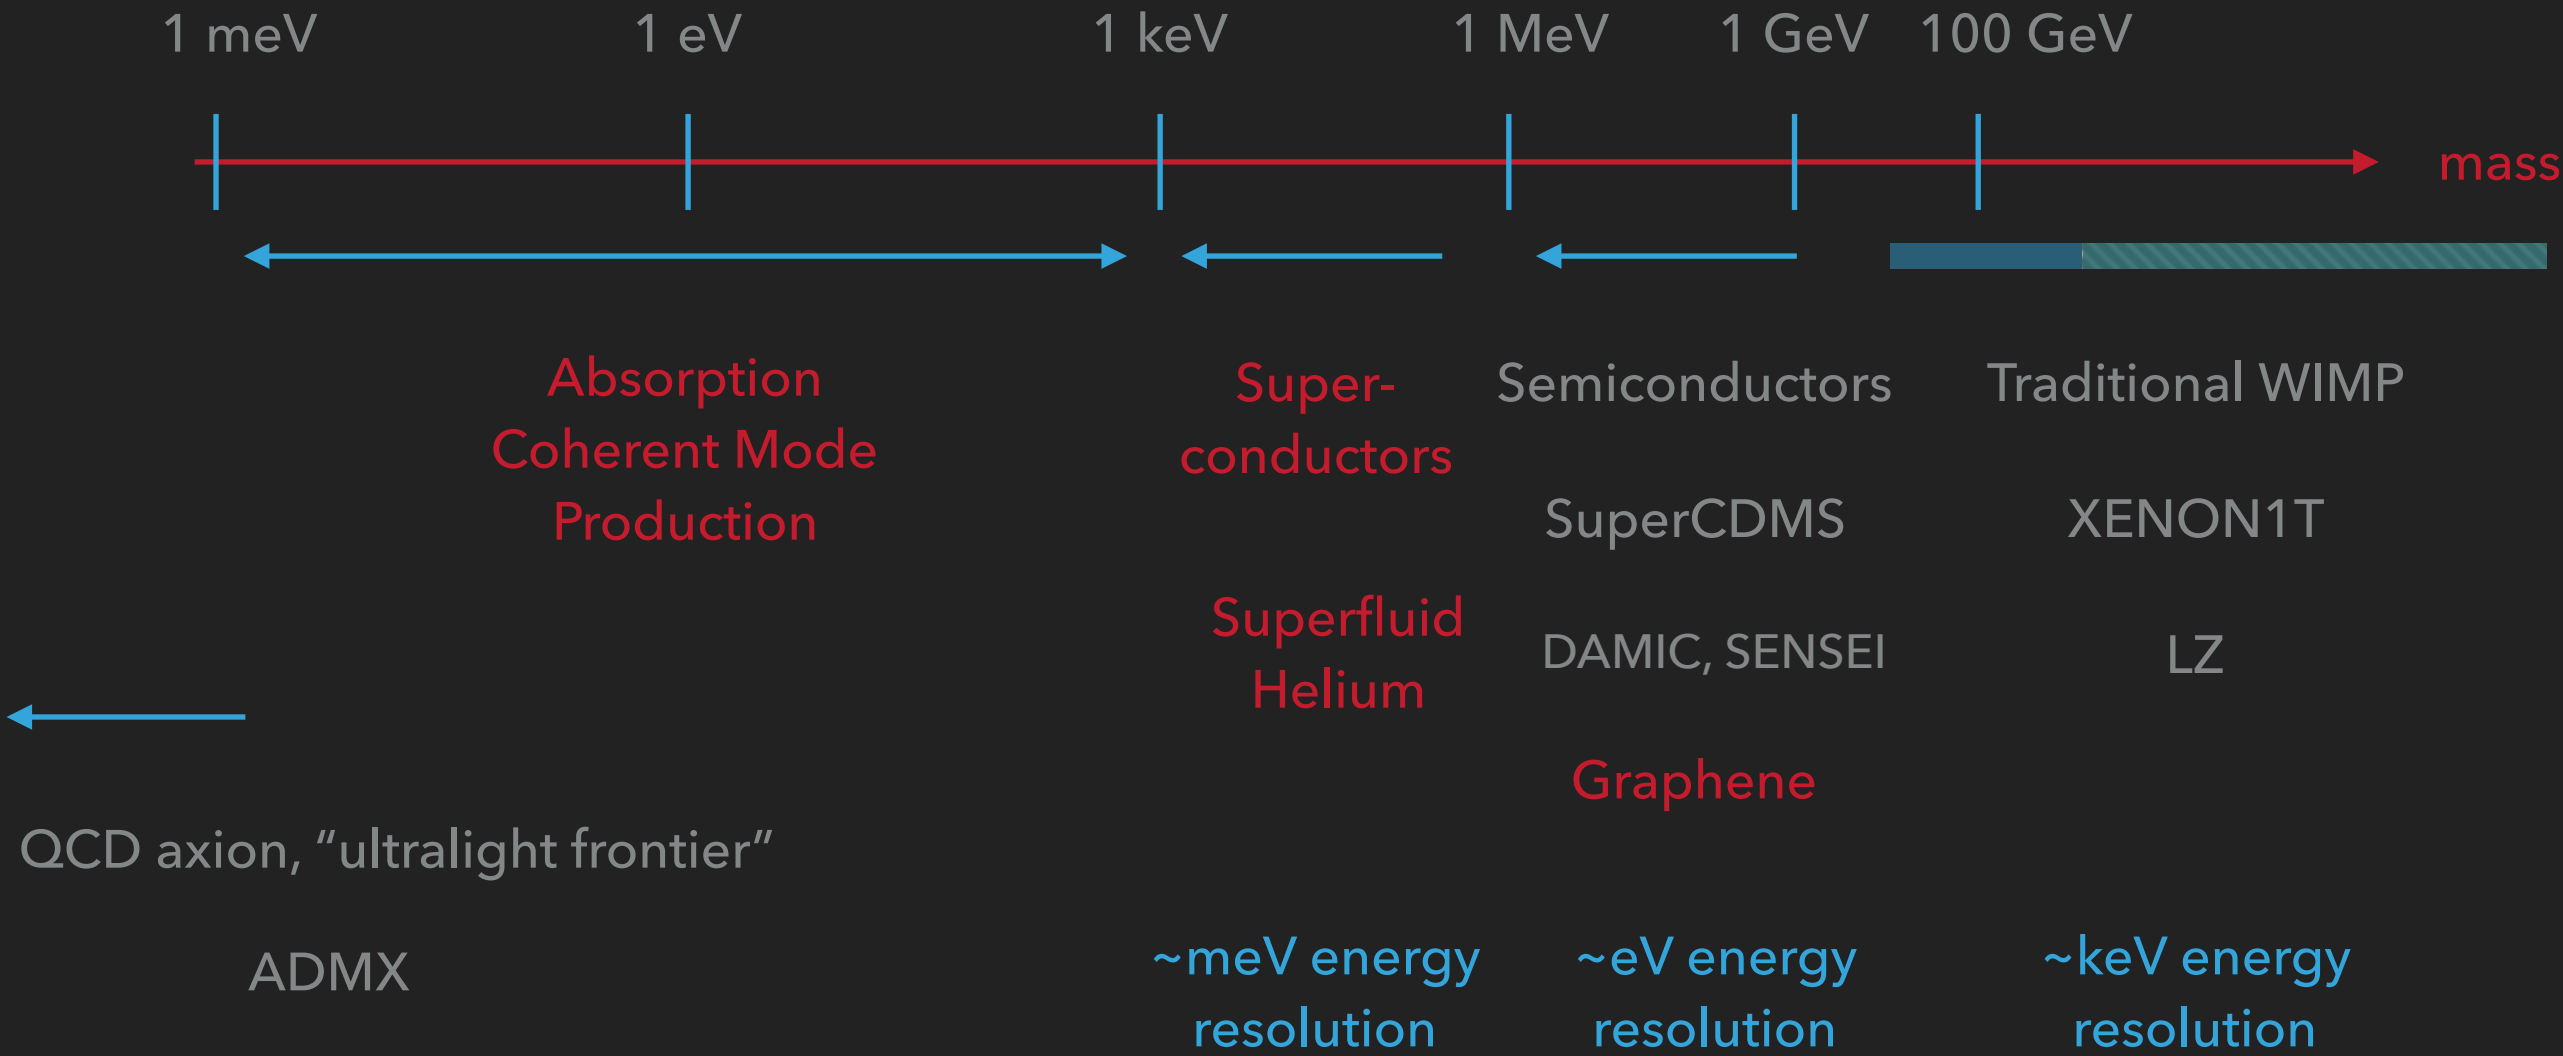 1 meV
1 eV
1 keV
1 MeV
1 GeV
100 GeV
mass
Absorption
Coherent Mode
Production
Super-
conductors
Superfluid
Helium
Semiconductors
SuperCDMS
DAMIC, SENSEI
Graphene
Traditional WIMP
XENON1T
LZ
QCD axion, “ultralight frontier”
ADMX
~meV energy
resolution
~eV energy
resolution
~keV energy
resolution